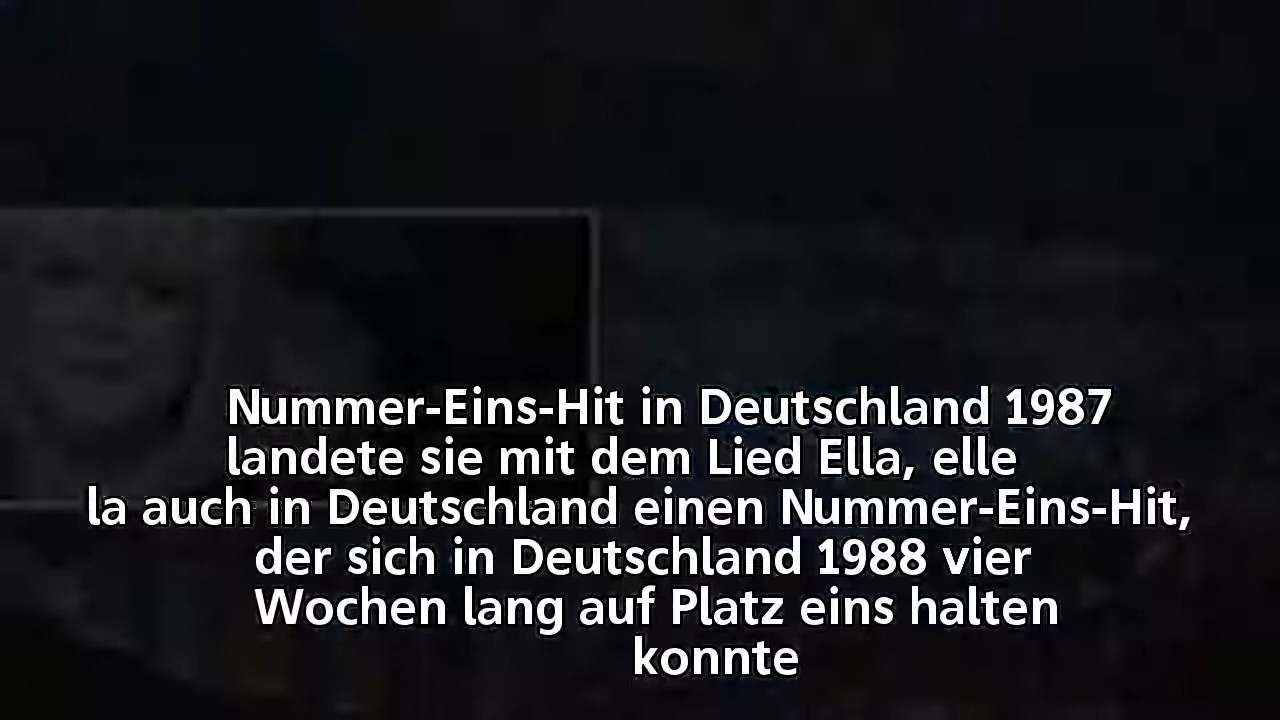 Nummer-Eins-Hit in Deutschland 1987
landete sie mit dem Lied Ella, elle
la auch in Deutschland einen Nummer-Eins-Hit,
der sich in Deutschland 1988 vier
Wochen lang auf Platz eins halten
konnte